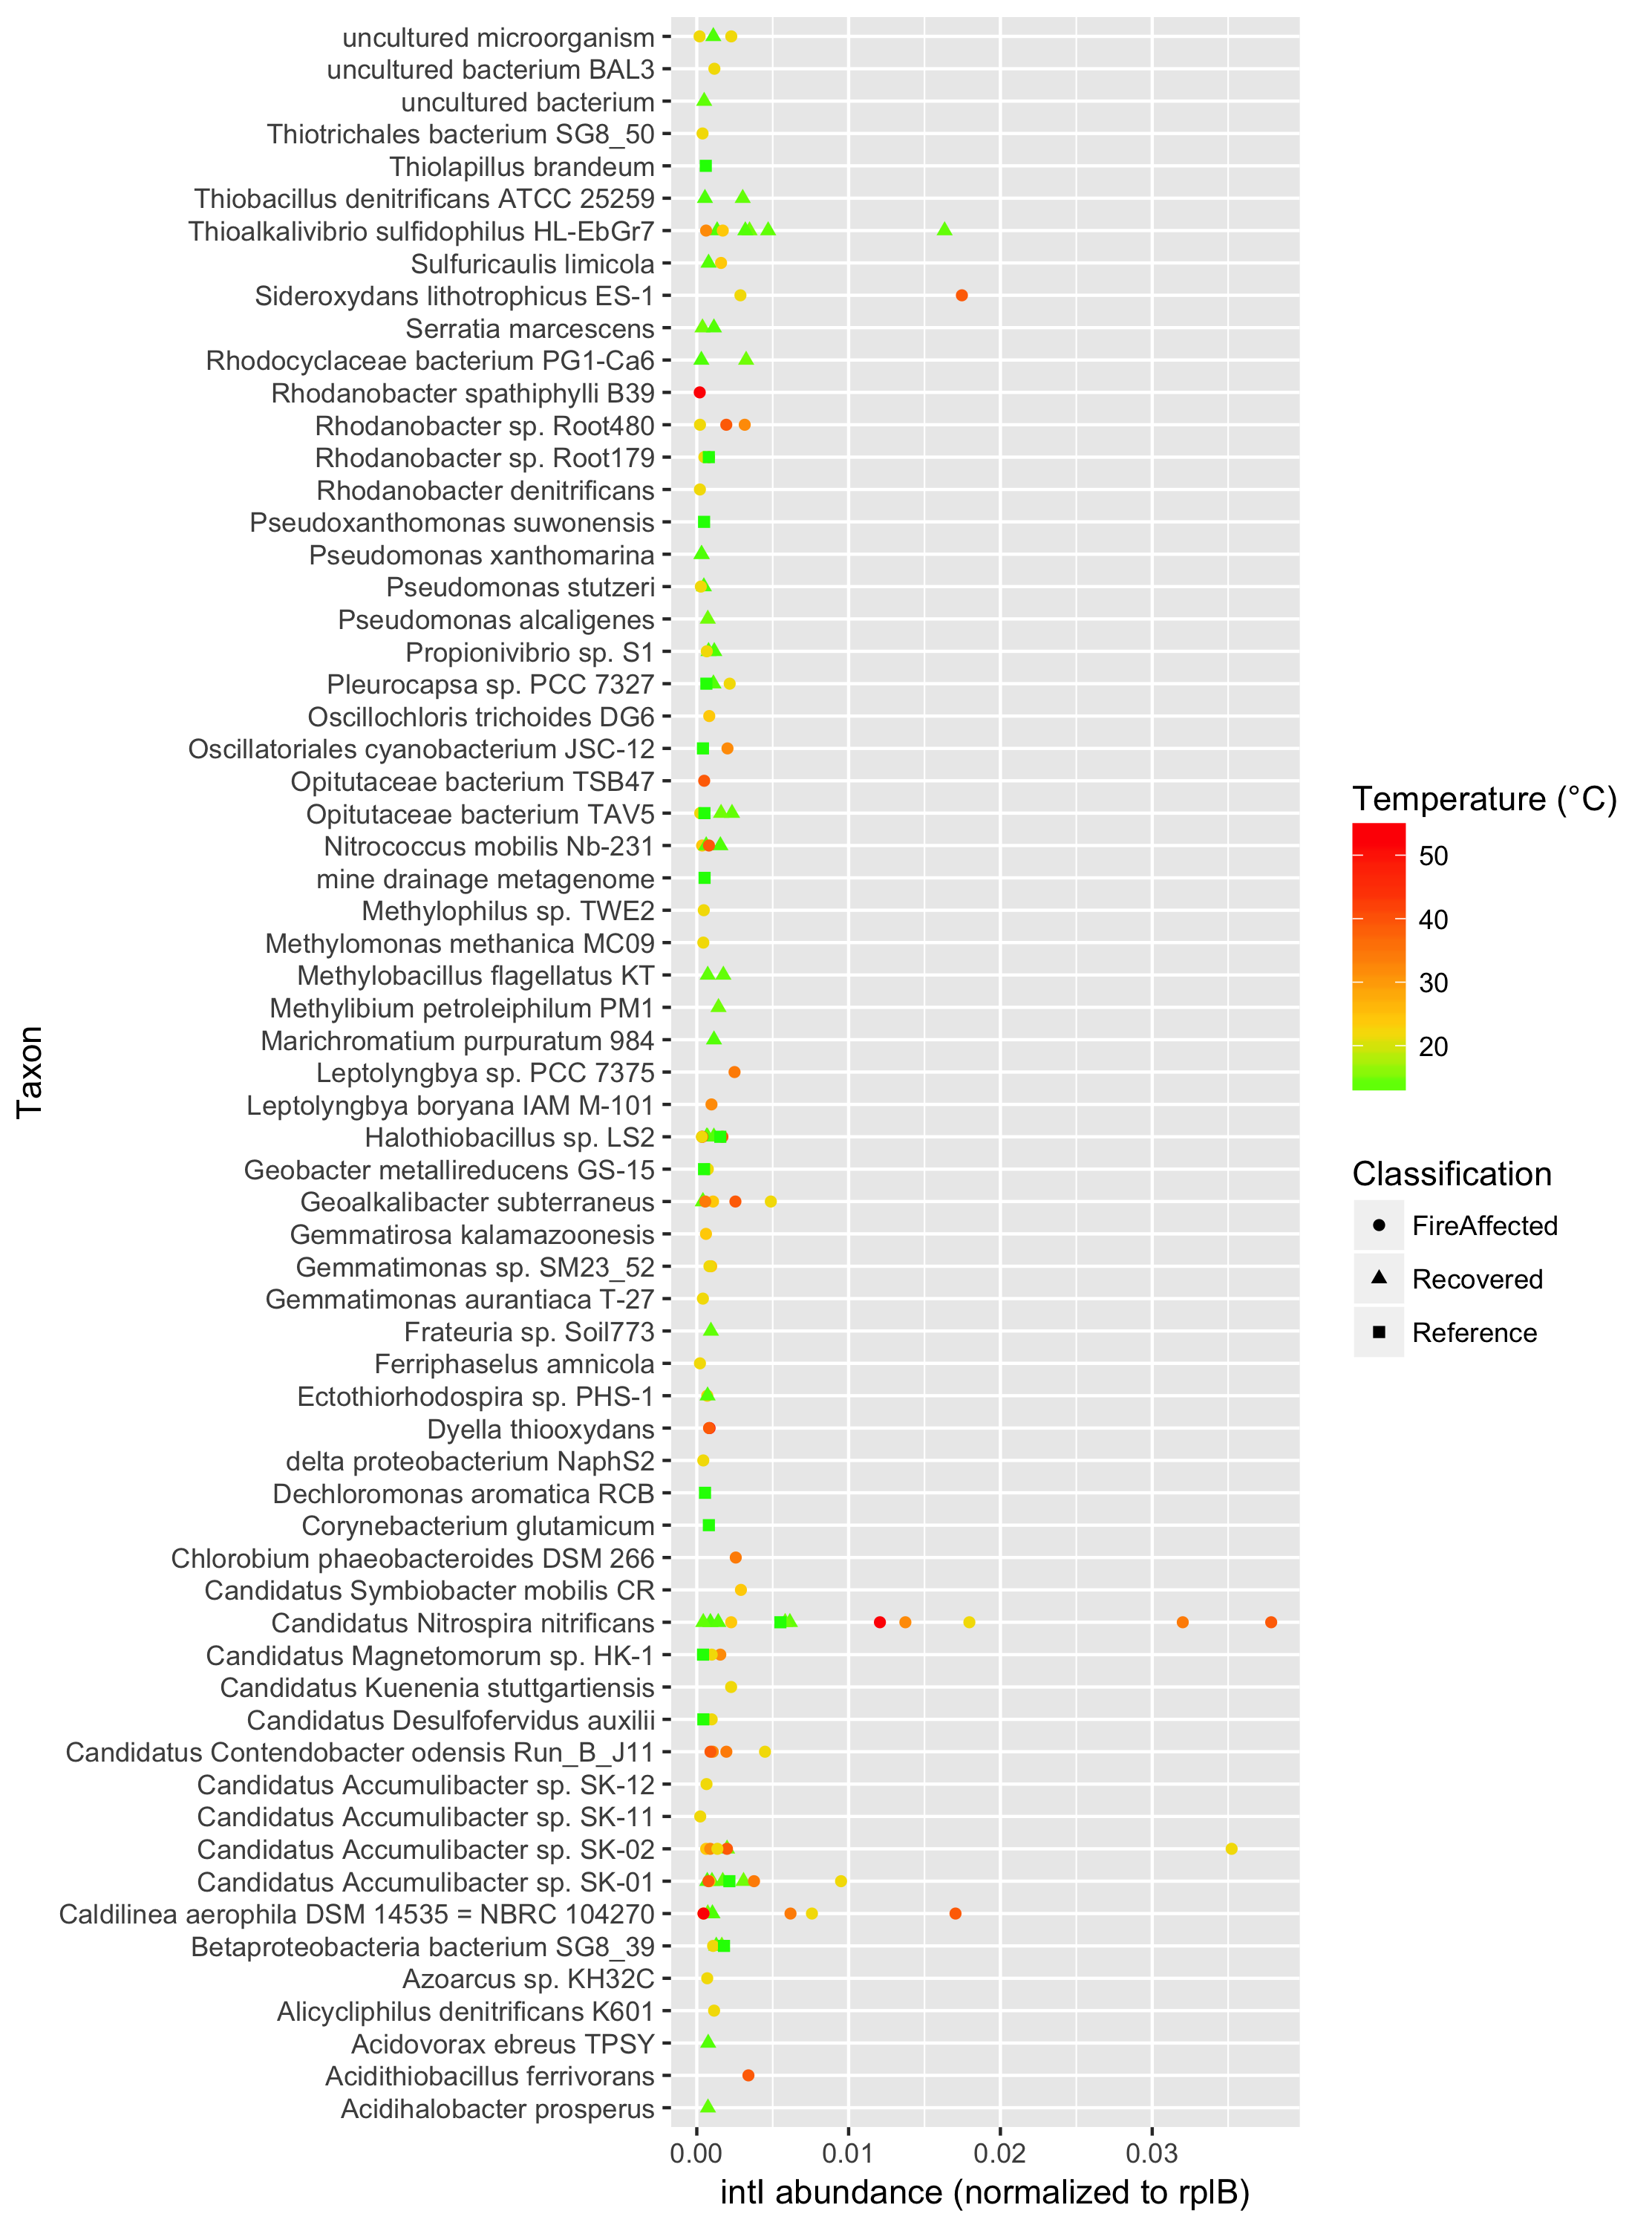 uncultured microorganism
uncultured bacterium BAL3
uncultured bacterium
Thiotrichales bacterium SG8_50
Thiolapillus brandeum
Thiobacillus denitrificans ATCC 25259
Thioalkalivibrio sulfidophilus HL-EbGr7
Sulfuricaulis limicola
Sideroxydans lithotrophicus ES-1
Serratia marcescens
Rhodocyclaceae bacterium PG1-Ca6
Rhodanobacter spathiphylli B39
Rhodanobacter sp. Root480
Rhodanobacter sp. Root179
Rhodanobacter denitrificans
Pseudoxanthomonas suwonensis
Pseudomonas xanthomarina
Pseudomonas stutzeri
Pseudomonas alcaligenes
Propionivibrio sp. S1
Pleurocapsa sp. PCC 7327
Oscillochloris trichoides DG6
Oscillatoriales cyanobacterium JSC-12
Opitutaceae bacterium TSB47
Opitutaceae bacterium TAV5
Nitrococcus mobilis Nb-231
mine drainage metagenome
Methylophilus sp. TWE2
Methylomonas methanica MC09
Methylobacillus flagellatus KT
Methylibium petroleiphilum PM1
Marichromatium purpuratum 984
Leptolyngbya sp. PCC 7375
Leptolyngbya boryana IAM M-101
Halothiobacillus sp. LS2
Geobacter metallireducens GS-15
Geoalkalibacter subterraneus
Gemmatirosa kalamazoonesis
Gemmatimonas sp. SM23_52
Gemmatimonas aurantiaca T-27
Frateuria sp. Soil773
Ferriphaselus amnicola
Ectothiorhodospira sp. PHS-1
Dyella thiooxydans
delta proteobacterium NaphS2
Dechloromonas aromatica RCB
Corynebacterium glutamicum
Chlorobium phaeobacteroides DSM 266
Candidatus Symbiobacter mobilis CR
Candidatus Nitrospira nitrificans
Candidatus Magnetomorum sp. HK-1
Candidatus Kuenenia stuttgartiensis
Candidatus Desulfofervidus auxilii
Candidatus Contendobacter odensis Run_B_J11
Candidatus Accumulibacter sp. SK-12
Candidatus Accumulibacter sp. SK-11
Candidatus Accumulibacter sp. SK-02
Candidatus Accumulibacter sp. SK-01
Caldilinea aerophila DSM 14535 = NBRC 104270
Betaproteobacteria bacterium SG8_39
Azoarcus sp. KH32C
Alicycliphilus denitrificans K601
Acidovorax ebreus TPSY
Acidithiobacillus ferrivorans
Acidihalobacter prosperus
Taxon
0.00 0.01 0.02 0.03
intI abundance (normalized to rplB)
Temperature (°C)
50
40
30
20
Classification
FireAffected
Recovered
Reference